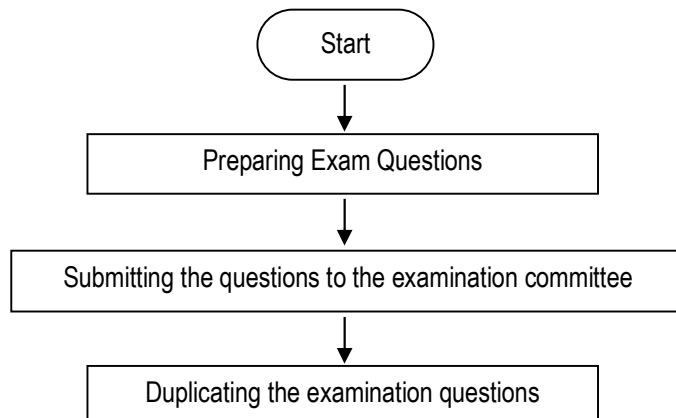 Start
Preparing Exam Questions
Submitting the questions to the examination committee
Duplicating the examination questions